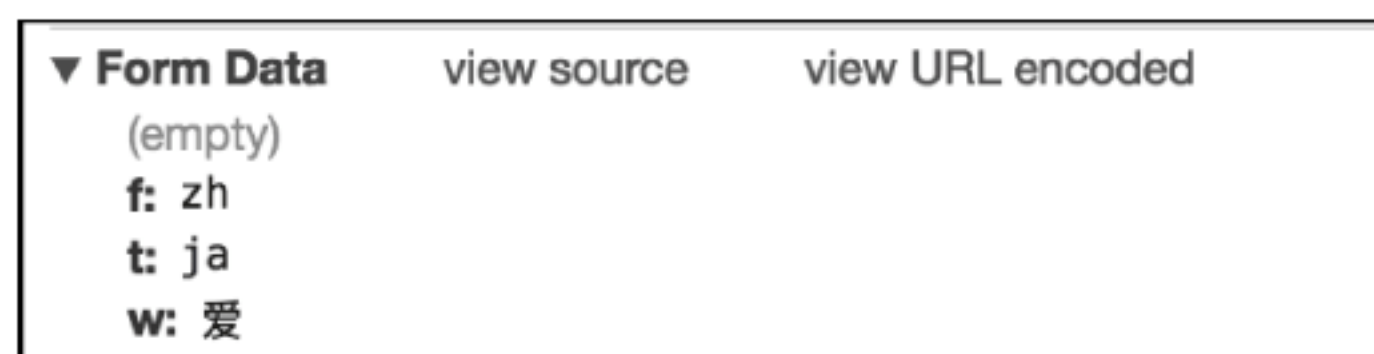 ▼ Form Data view source view URL encoded
(empty)
f: zh
t: ja
w: 爱